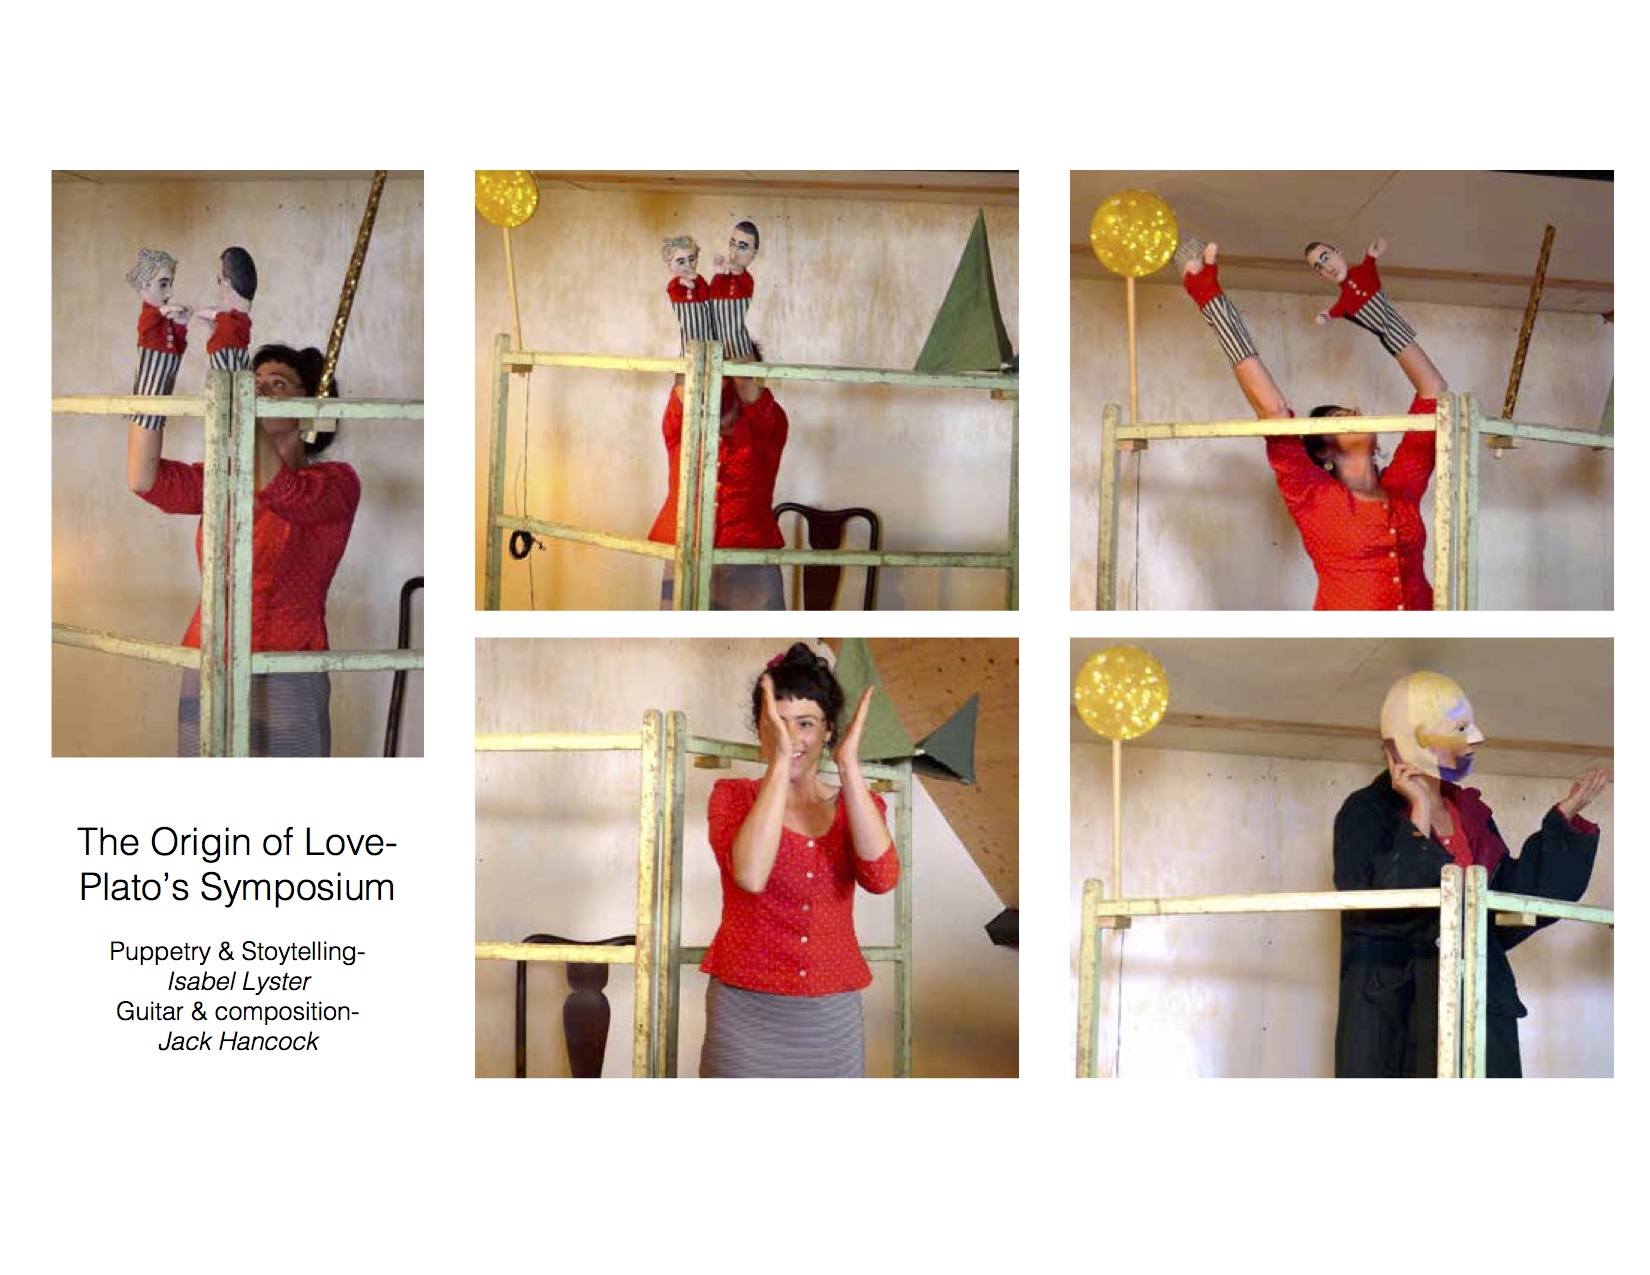 The Origin of Love-
Plato's Symposium
Puppetry & Stoytelling-
Isabel Lyster
Guitar & composition-
Jack Hancock